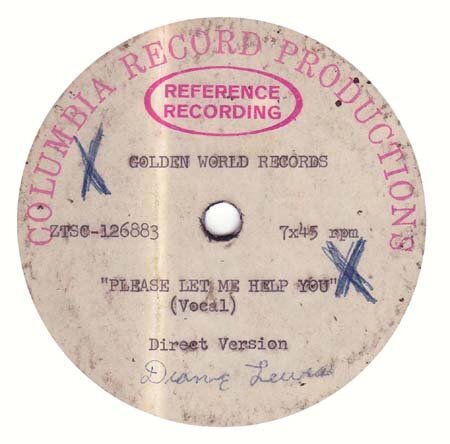 COLUMBIA RECORD PRODUCTIONS
REFERENCE
RECORDING
GOLDEN WORLD RECORDS
ZTSC-126883 7x45 rpm
"PLEASE LET ME HELP YOU"
(Vocal)
Direct Version
Diane Lewis